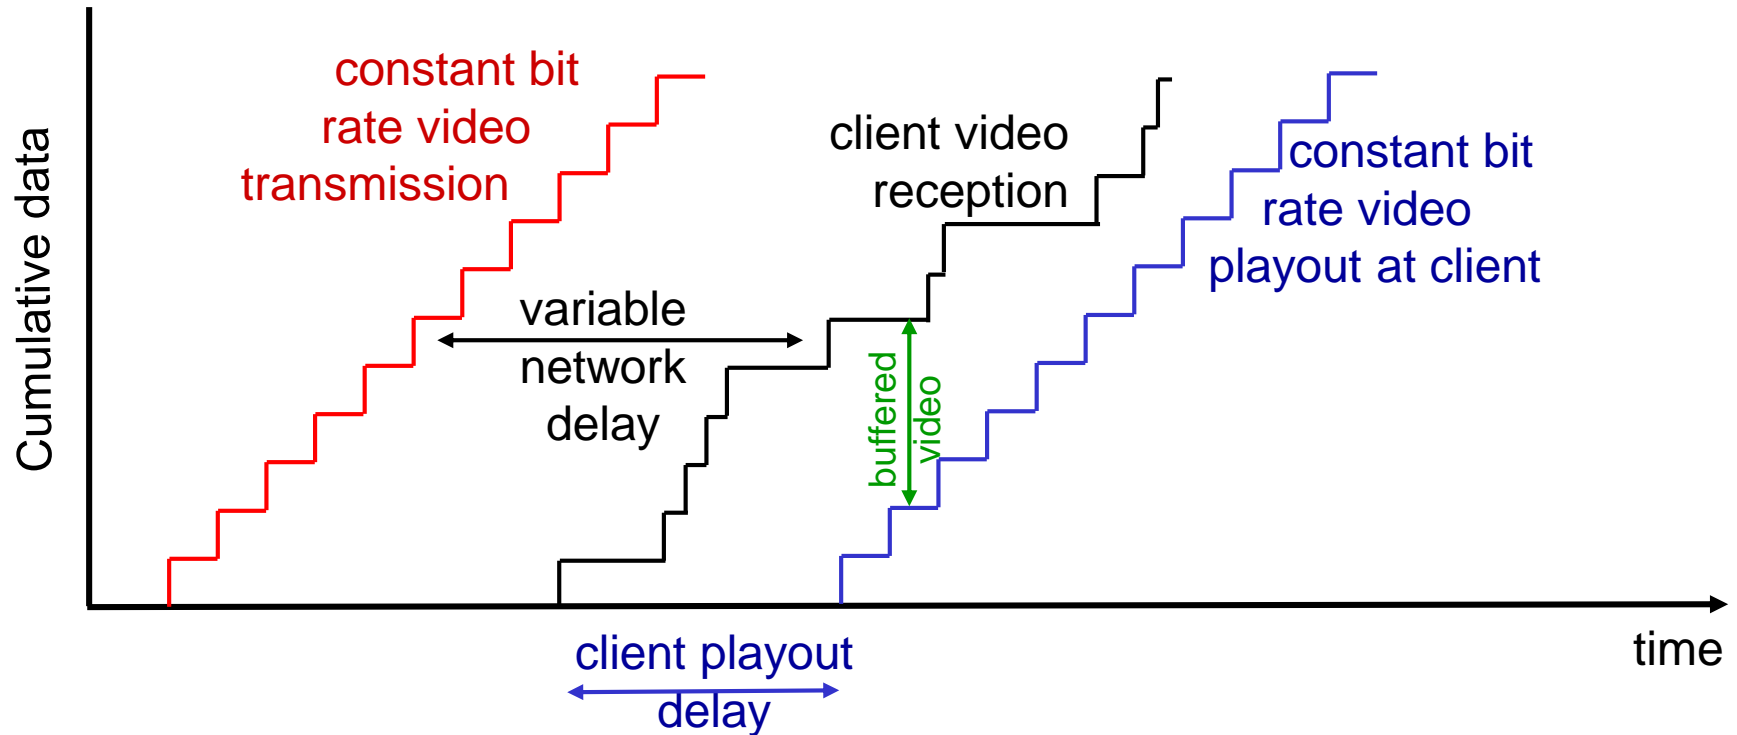 constant bit
rate video
transmission
client video
reception
constant bit
rate video
playout at client
Cumulative data
variable
network
delay
buffered
video
client playout
delay
time